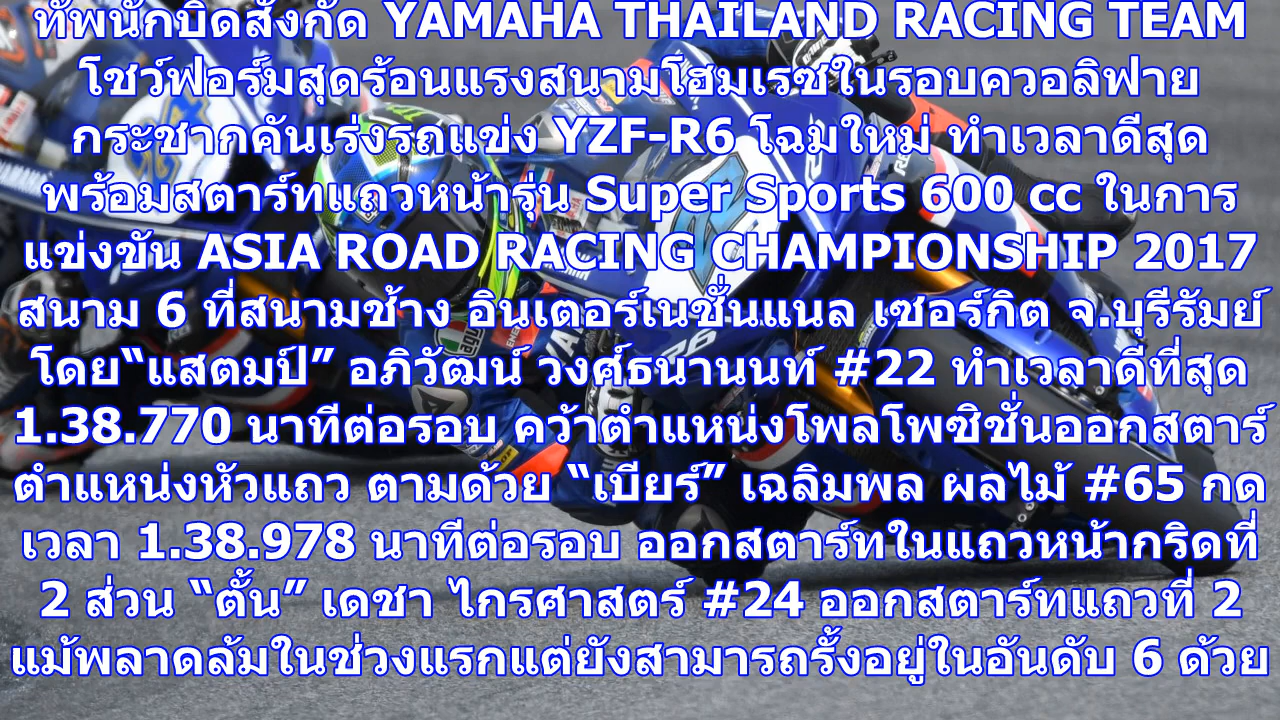 ทัพนักบิดสังกัด YAMAHA THAILAND RACING TEAM
โชว์ฟอร์มสุดร้อนแรงสนามโฮมเรซในรอบควอลิฟาย
กระชากคันเร่งรถแข่ง YZF-R6 โฉมใหม่ ทำเวลาดีสุด
พร้อมสตาร์ทแถวหน้ารุ่น Super Sports 600 cc ในการ
แข่งขัน ASIA ROAD RACING CHAMPIONSHIP 2017
สนาม 6 ที่สนามช้าง อินเตอร์เนชั่นแนล เซอร์กิต จ.บุรีรัมย์
โดย“แสตมป์” อภิวัฒน์ วงศ์ธนานนท์ #22 ทำเวลาดีที่สุด
1.38.770 นาทีต่อรอบ คว้าตำแหน่งโพลโพซิชั่นออกสตาร์
ตำแหน่งหัวแถว ตามด้วย “เบียร์” เฉลิมพล ผลไม้ #65 กด
เวลา 1.38.978 นาทีต่อรอบ ออกสตาร์ทในแถวหน้ากริดที่
2 ส่วน “ตั้น” เดชา ไกรศาสตร์ #24 ออกสตาร์ทแถวที่ 2
แม้พลาดล้มในช่วงแรกแต่ยังสามารถรั้งอยู่ในอันดับ 6 ด้วย